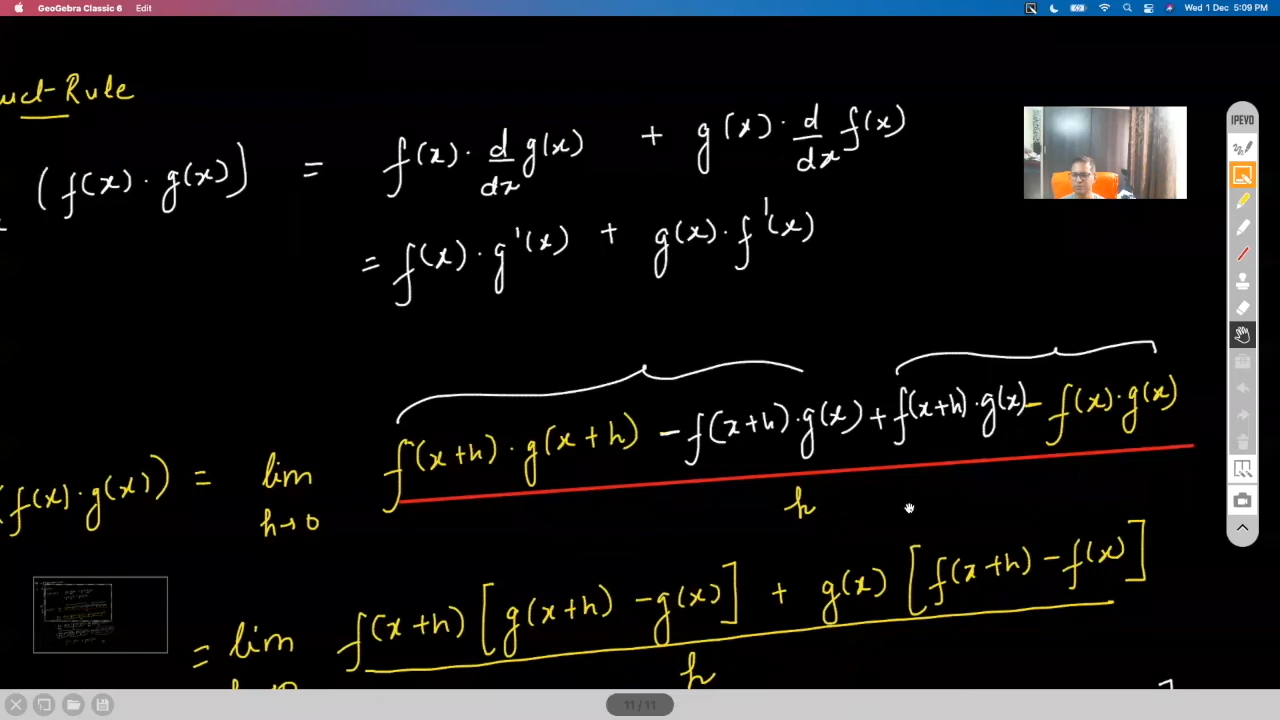 GeoGebra Classic 6 Edit Wed 1 Dec 5:09 PM
uct-Rule
IPEVO
(f(x) · g(x)) = f(x) · d/dx g(x) + g(x) · d/dx f(x)
= f(x) · g'(x) + g(x) · f'(x)
(f(x) · g(x)) = lim h→0 f(x+h) · g(x+h) - f(x+h) · g(x) + f(x+h) · g(x) - f(x) · g(x) / h
= lim f(x+h) [g(x+h) - g(x)] + g(x) [f(x+h) - f(x)] / h
11 / 11